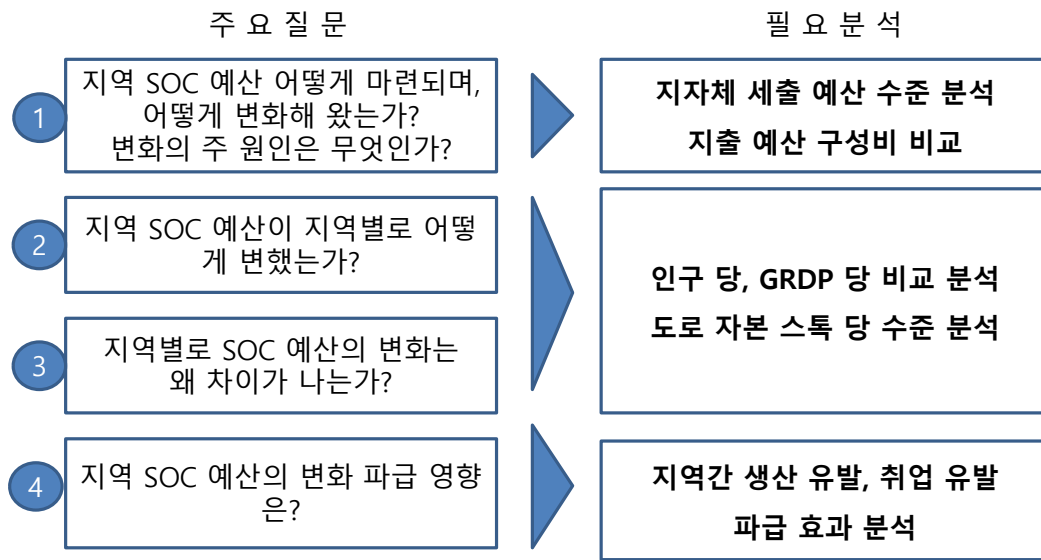 주 요 질 문
필 요 분 석
1
지역 SOC 예산 어떻게 마련되며,
어떻게 변화해 왔는가?
변화의 주 원인은 무엇인가?
지자체 세출 예산 수준 분석
지출 예산 구성비 비교
2
지역 SOC 예산이 지역별로 어떻
게 변했는가?
3
지역별로 SOC 예산의 변화는
왜 차이가 나는가?
인구 당, GRDP 당 비교 분석
도로 자본 스톡 당 수준 분석
4
지역 SOC 예산의 변화 파급 영향
은?
지역간 생산 유발, 취업 유발
파급 효과 분석